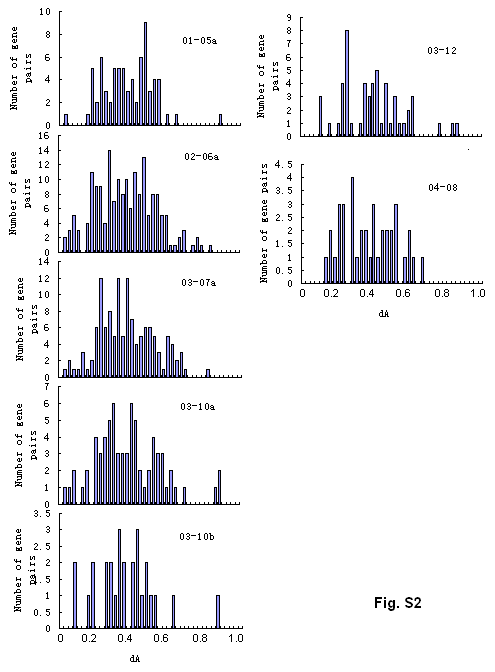 Number of gene
pairs
10
8
6
4
2
0
01-05a
Number of gene
pairs
16
14
12
10
8
6
4
2
0
02-06a
Number of gene
pairs
14
12
10
8
6
4
2
0
03-07a
Number of gene
pairs
7
6
5
4
3
2
1
0
03-10a
Number of gene
pairs
3.5
3
2.5
2
1.5
1
0.5
0
03-10b
0 0.2 0.4 0.6 0.8 1.0
dA
Number of gene
pairs
9
8
7
6
5
4
3
2
1
0
03-12
Number of gene pairs
4.5
4
3.5
3
2.5
2
1.5
1
0.5
0
04-08
0 0.2 0.4 0.6 0.8 1.0
dA
Fig. S2